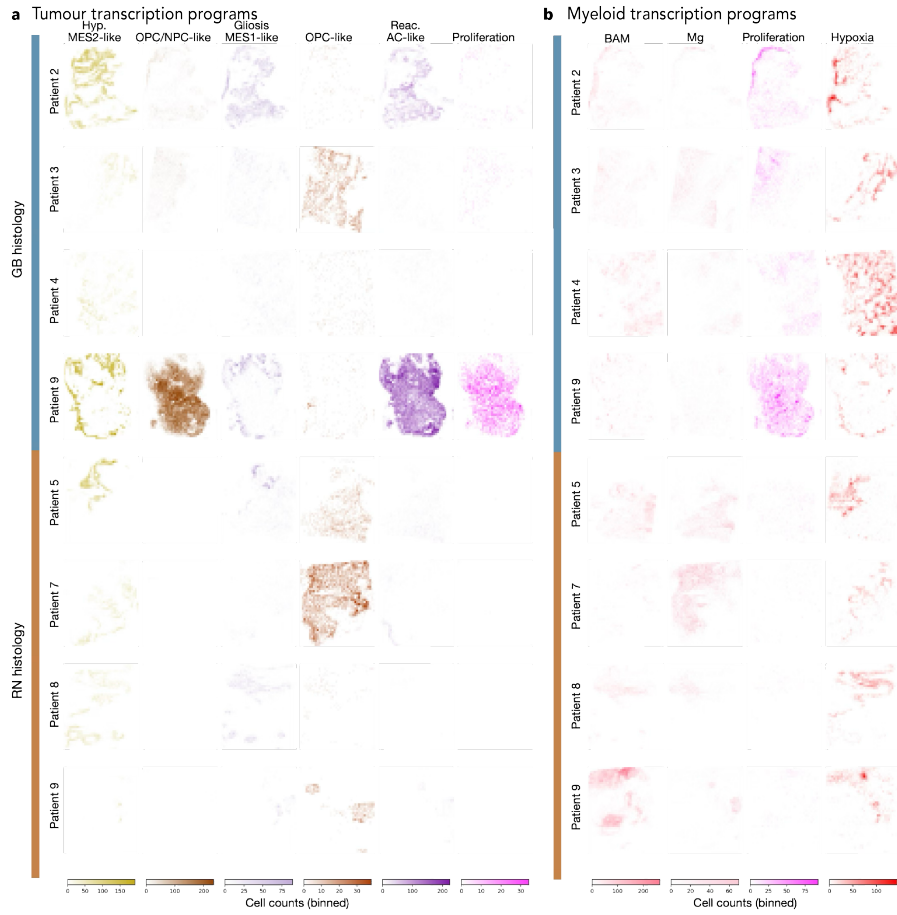 a Tumour transcription programs
Hyp. MES2-like
OPC/NPC-like
Gliosis MES1-like
OPC-like
Reac. AC-like
Proliferation
GB histology
Patient 2
Patient 3
Patient 4
Patient 9
RN histology
Patient 5
Patient 7
Patient 8
Patient 9
0 50 100 150
0 100 200
0 25 50 75
0 10 20 30
0 100 200
0 10 20 30
Cell counts (binned)
b Myeloid transcription programs
BAM
Mg
Proliferation
Hypoxia
Patient 2
Patient 3
Patient 4
Patient 9
Patient 5
Patient 7
Patient 8
Patient 9
0 100 200
0 20 40 60
0 25 50 75
0 50 100
Cell counts (binned)